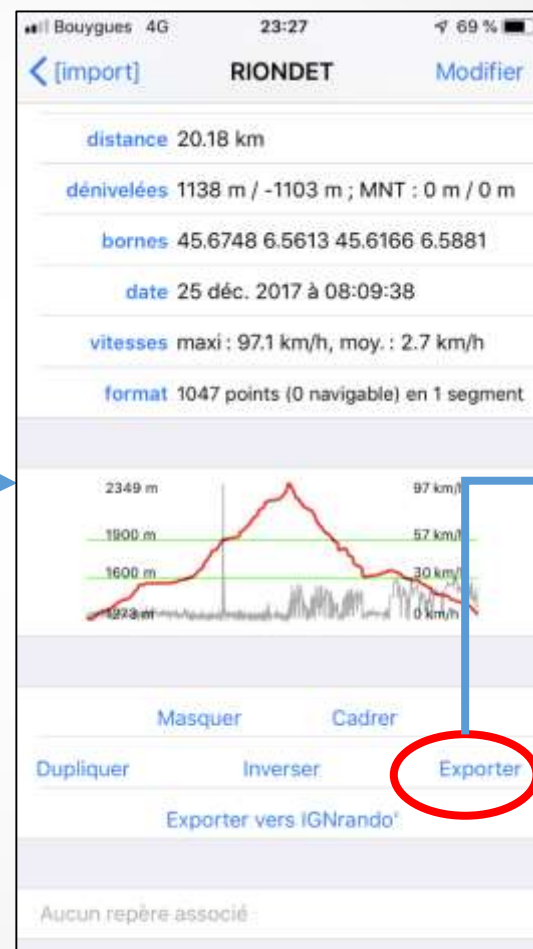 Bouygues 4G 23:27 69 %
[import] RIONDET Modifier
distance 20.18 km
dénivelées 1138 m / -1103 m ; MNT : 0 m / 0 m
bornes 45.6748 6.5613 45.6166 6.5881
date 25 déc. 2017 à 08:09:38
vitesses maxi : 97.1 km/h, moy. : 2.7 km/h
format 1047 points (0 navigable) en 1 segment
2349 m 97 km/h
1900 m 57 km/h
1600 m 30 km/h
1273 m 0 km/h
Masquer Cadrer
Dupliquer Inverser Exporter
Exporter vers IGNrando'
Aucun repère associé